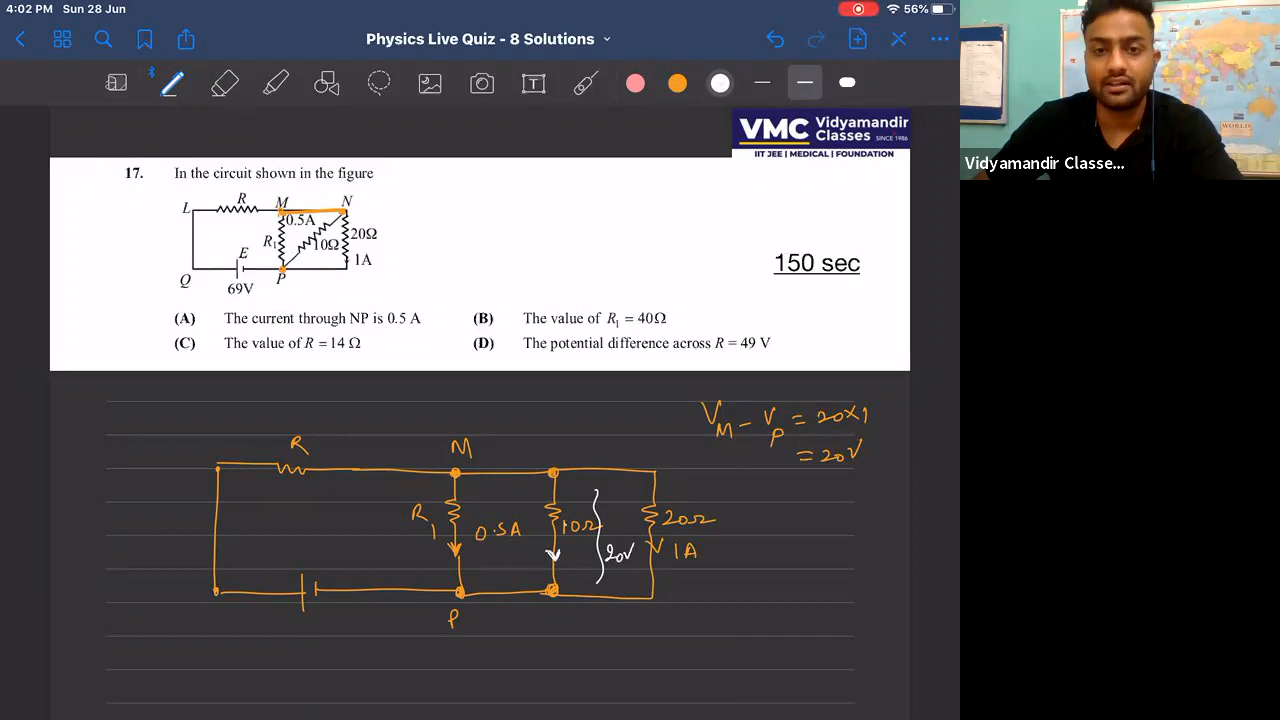 4:02 PM Sun 28 Jun
56%
Physics Live Quiz - 8 Solutions
VMC Vidyamandir Classes SINCE 1986
IIT JEE | MEDICAL | FOUNDATION
Vidyamandir Classe...
WORLD
17. In the circuit shown in the figure
L R M N
0.5A
R₁ 10Ω 20Ω
E 1A
Q P
69V
150 sec
(A) The current through NP is 0.5 A (B) The value of R₁ = 40Ω
(C) The value of R = 14 Ω (D) The potential difference across R = 49 V
V_M - V_P = 20×1
= 20V
R M
R₁ 0.5A 10Ω 20Ω
20V 1A
P